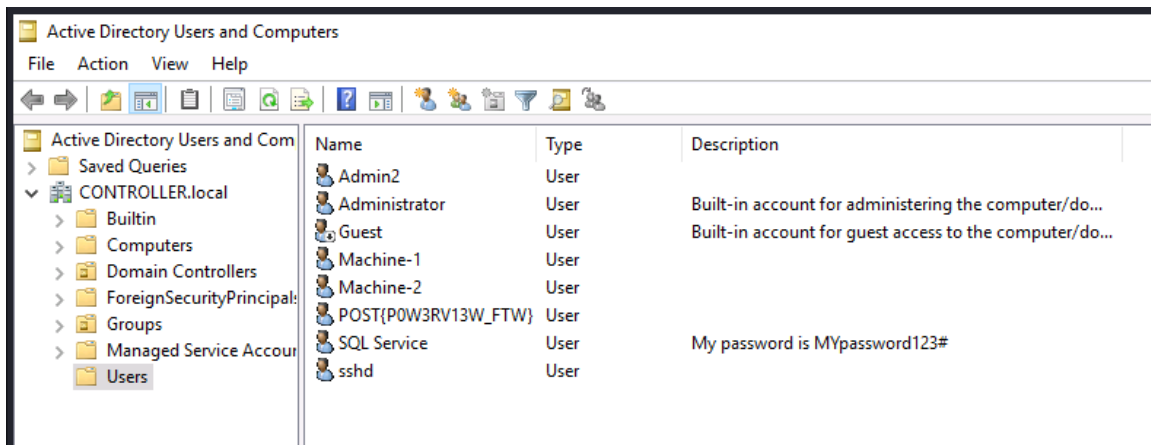 Active Directory Users and Computers
File Action View Help
Active Directory Users and Com
Saved Queries
CONTROLLER.local
Builtin
Computers
Domain Controllers
ForeignSecurityPrincipals
Groups
Managed Service Accour
Users
Name Type Description
Admin2 User
Administrator User Built-in account for administering the computer/do...
Guest User Built-in account for guest access to the computer/do...
Machine-1 User
Machine-2 User
POST{P0W3RV13W_FTW} User
SQL Service User My password is MYpassword123#
sshd User